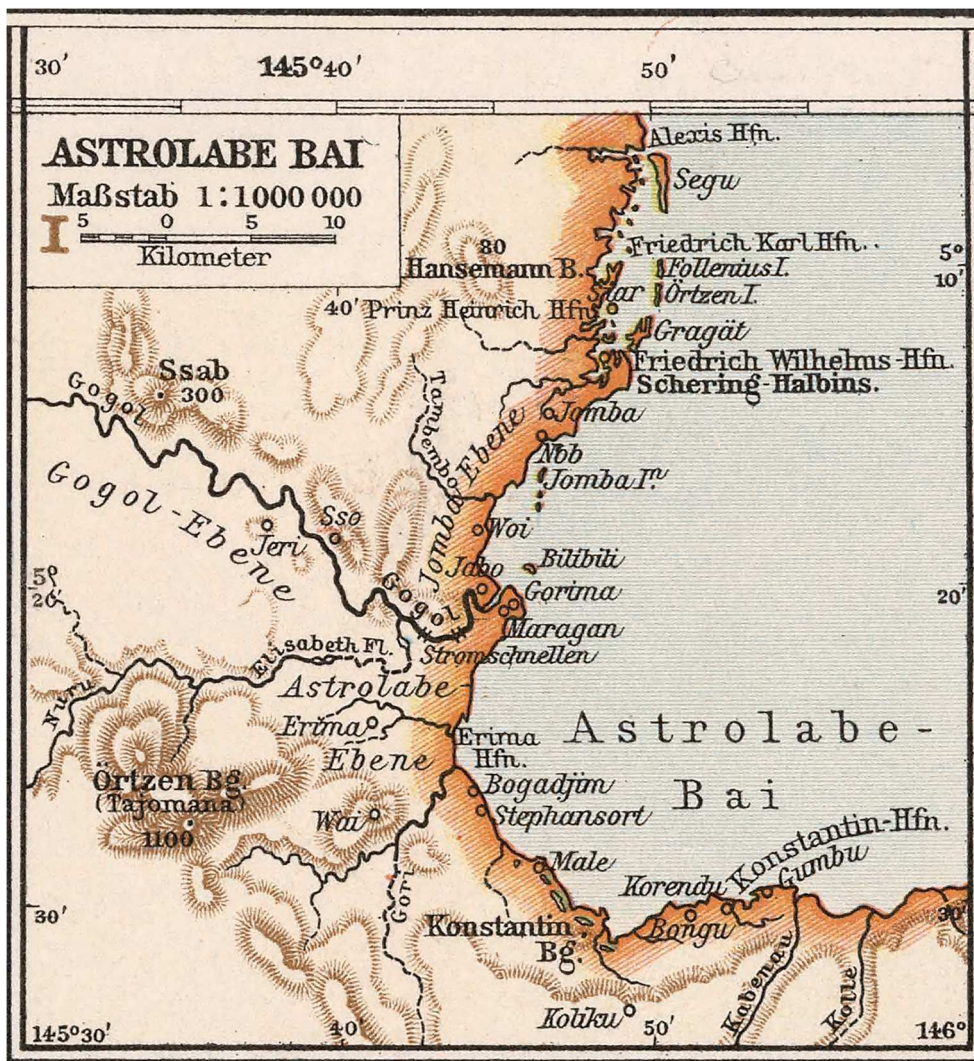 30'
145°40'
50'
ASTROLABE BAI
Maßstab 1:1000 000
I
5 0 5 10
Kilometer
Alexis Hfn.
Segu
80
Friedrich Karl Hfn..
5°
10'
Hansemann B.
Follenius I.
Örtzen I.
40'
Prinz Heinrich Hfn.
Gragät
Friedrich Wilhelms-Hfn.
Schering-Halbins.
Ssab
300
Gogol
Tambembo
Jomba
Nob
Jomba Iⁿ.
Jomba Ebene
Gogol-Ebene
Jeri
Sso
Woi
Bilibili
Jabo
5°
20'
Gogol
Gorima
20'
Maragan
Stromschnellen
Elisabeth Fl.
Astrolabe-
Ebene
Nuru
Erima
Erima
Hfn.
Astrolabe-
Bai
Örtzen Bg.
(Tajomana)
1100
Bogadjim
Stephansort
Wai
Male
Konstantin-Hfn.
Gumbu
Korendu
Bongu
30'
30'
Gori
Konstantin
Bg.
Kabenau
Kolle
Koliku
145°30'
40'
50'
146°